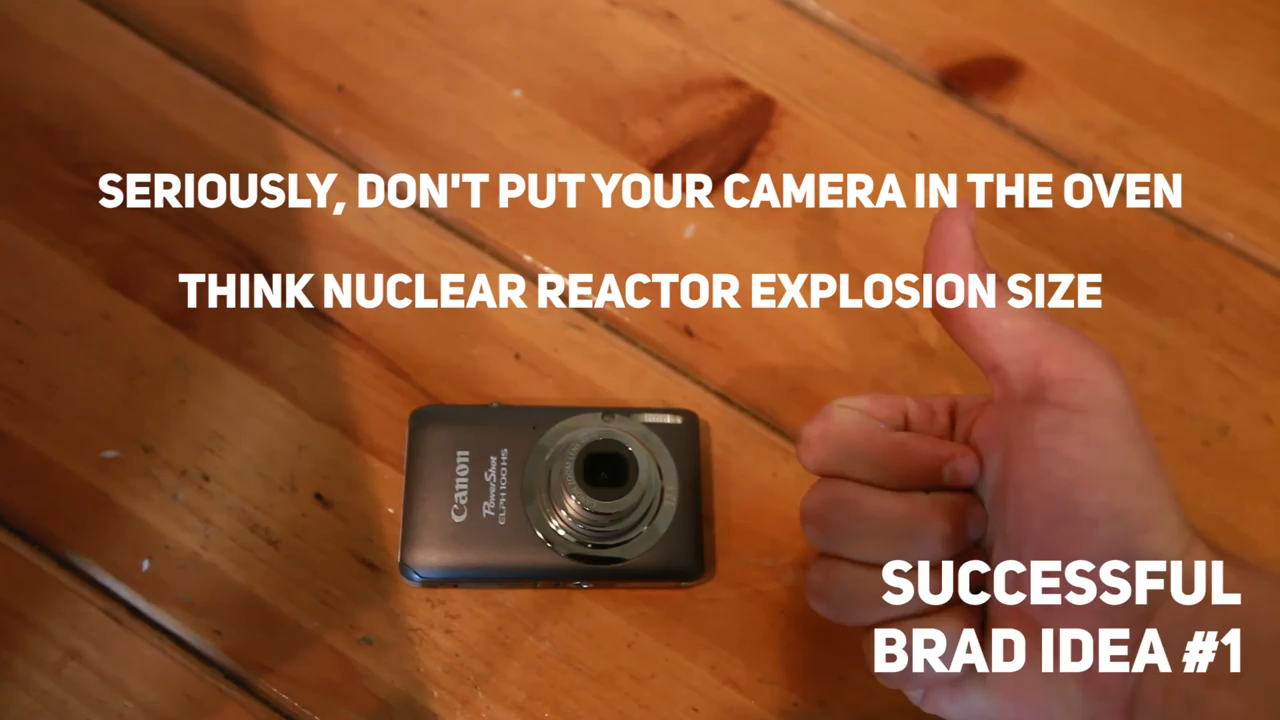 SERIOUSLY, DON'T PUT YOUR CAMERA IN THE OVEN
THINK NUCLEAR REACTOR EXPLOSION SIZE
Canon
PowerShot
ELPH 100 HS
SUCCESSFUL
BRAD IDEA #1